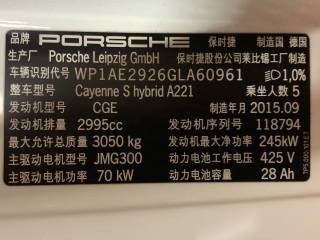 品牌 PORSCHE 保时捷 制造国 德国
生产厂 Porsche Leipzig GmbH 保时捷股份公司莱比锡工厂制造
车辆识别代号 WP1AE2926GLA60961 1,0%
整车型号 Cayenne S hybrid A221 乘坐人数 5
发动机型号 CGE 制造年月 2015.09
发动机排量 2995cc 发动机号 118794
最大允许总质量 3050 kg 发动机最大净功率 245kW
主驱动电机型号 JMG300 动力电池工作电压 425 V
主驱动电机功率 70 kW 动力电池容量 28 Ah